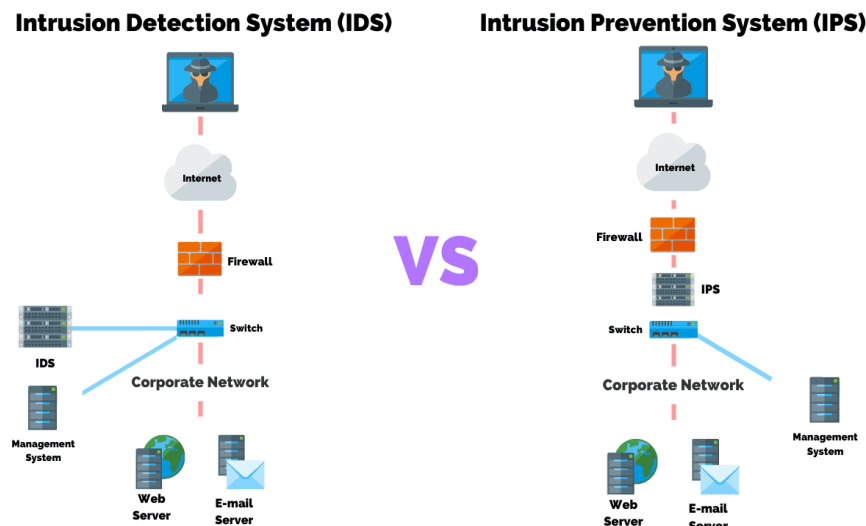 Intrusion Detection System (IDS)
Intrusion Prevention System (IPS)
VS
Internet
Firewall
Switch
IDS
Corporate Network
Management
System
Web
Server
E-mail
Server
Internet
Firewall
IPS
Switch
Corporate Network
Management
System
Web
Server
E-mail
Server